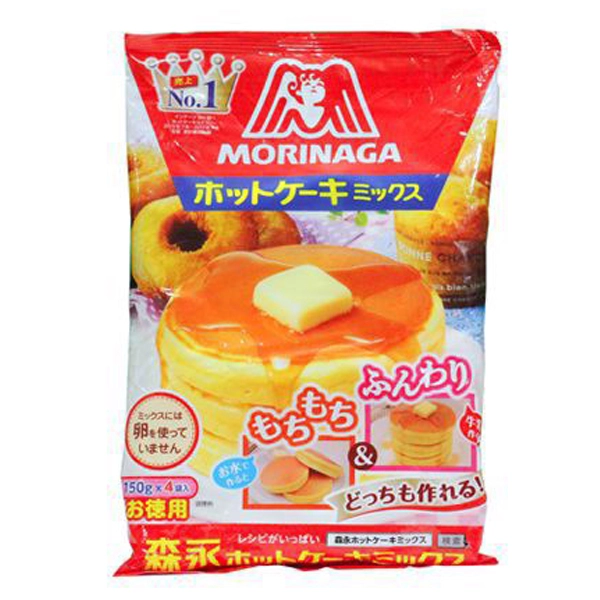 売上
No.1
MORINAGA
ホットケーキミックス
ミックスには
卵を使って
いません
もちもち
お水で
作ると
ふんわり
&
どっちも作れる!
150g×4袋入
お徳用
レシピがいっぱい
森永ホットケーキミックス
検索
森永ホットケーキミックス